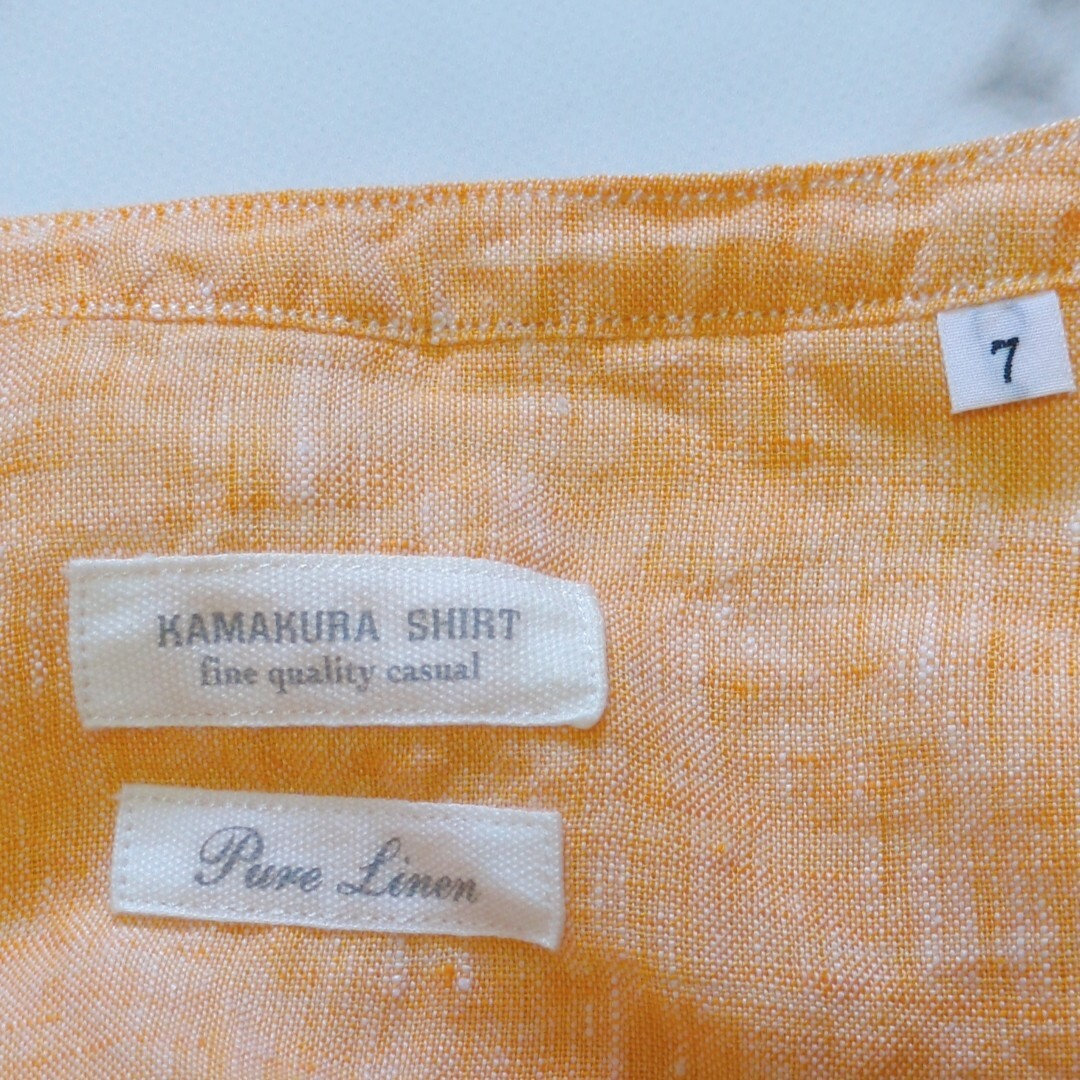 7
KAMAKURA SHIRT
fine quality casual
Pure Linen